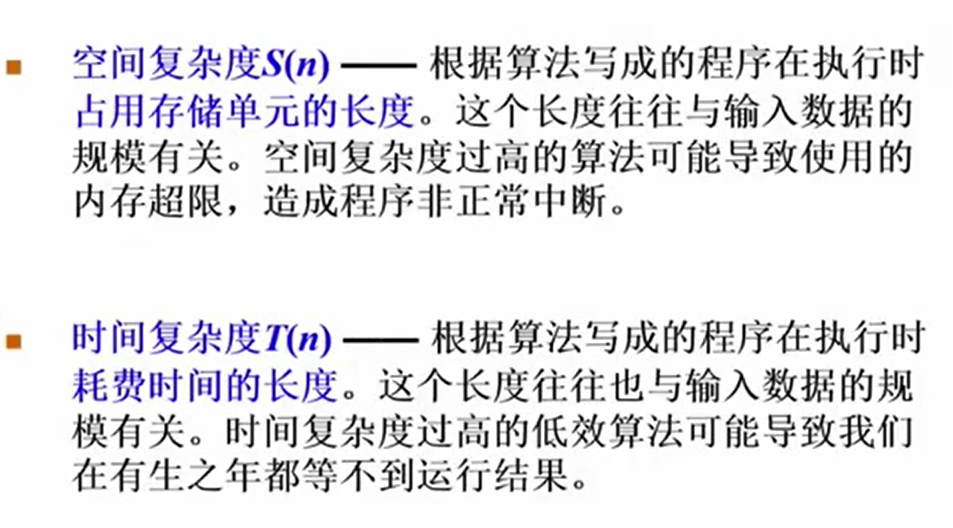 空间复杂度S(n) —— 根据算法写成的程序在执行时
占用存储单元的长度。这个长度往往与输入数据的
规模有关。空间复杂度过高的算法可能导致使用的
内存超限，造成程序非正常中断。
时间复杂度T(n) —— 根据算法写成的程序在执行时
耗费时间的长度。这个长度往往也与输入数据的规
模有关。时间复杂度过高的低效算法可能导致我们
在有生之年都等不到运行结果。